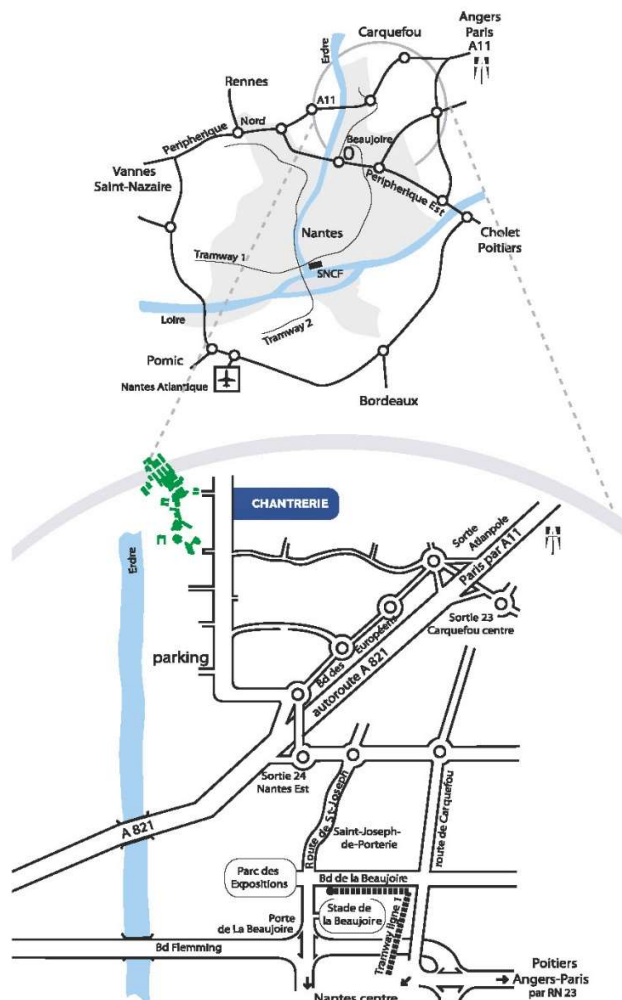 Angers
Paris
A11
Carquefou
Erdre
Rennes
A11
Nord
Peripherique
Beaujoire
Vannes
Saint-Nazaire
Peripherique Est
Nantes
Cholet
Poitiers
Tramway 1
SNCF
Loire
Tramway 2
Pornic
Nantes Atlantique
Bordeaux
CHANTRERIE
Erdre
Sortie
Atlanpole
Paris par A11
Sortie 23
Carquefou centre
parking
Bd des Européens
autoroute A 821
Sortie 24
Nantes Est
Route de St-Joseph
route de Carquefou
A 821
Saint-Joseph-
de-Porterie
Parc des
Expositions
Bd de la Beaujoire
Porte
de La Beaujoire
Stade de
la Beaujoire
Tramway ligne 1
Bd Flemming
Poitiers
Angers-Paris
par RN 23
Nantes centre